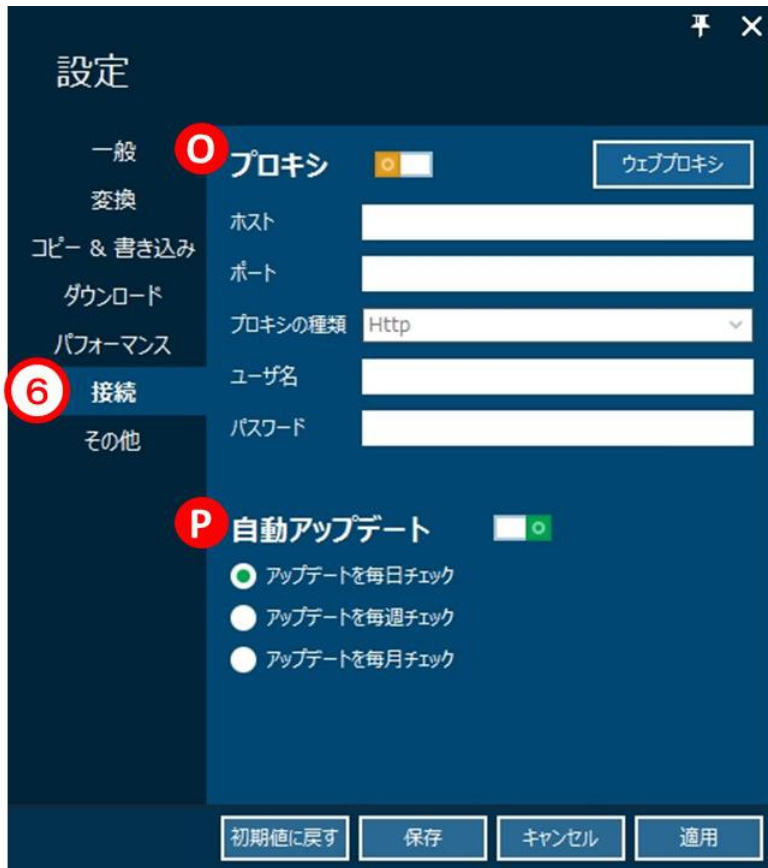 設定
一般
変換
コピー & 書き込み
ダウンロード
パフォーマンス
6
接続
その他
O
プロキシ
ウェブプロキシ
ホスト
ポート
プロキシの種類
Http
ユーザ名
パスワード
P
自動アップデート
アップデートを毎日チェック
アップデートを毎週チェック
アップデートを毎月チェック
初期値に戻す
保存
キャンセル
適用